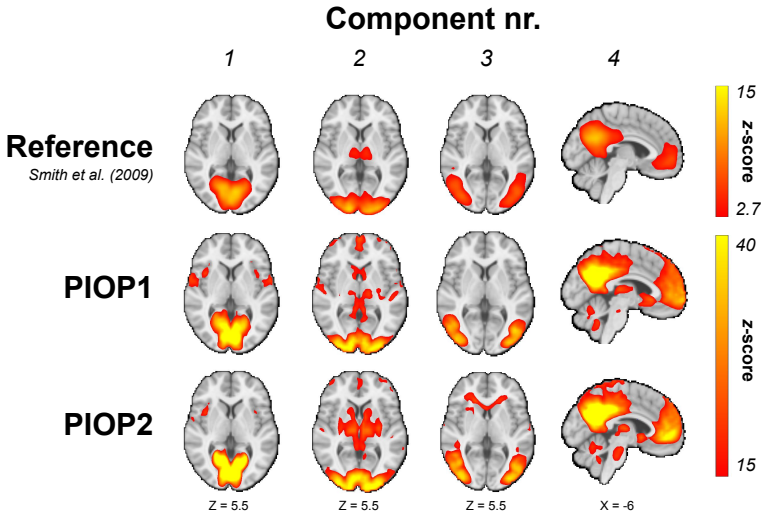 Component nr.
1 2 3 4
Reference
Smith et al. (2009)
15
z-score
2.7
PIOP1
40
z-score
PIOP2
15
Z = 5.5 Z = 5.5 Z = 5.5 X = -6